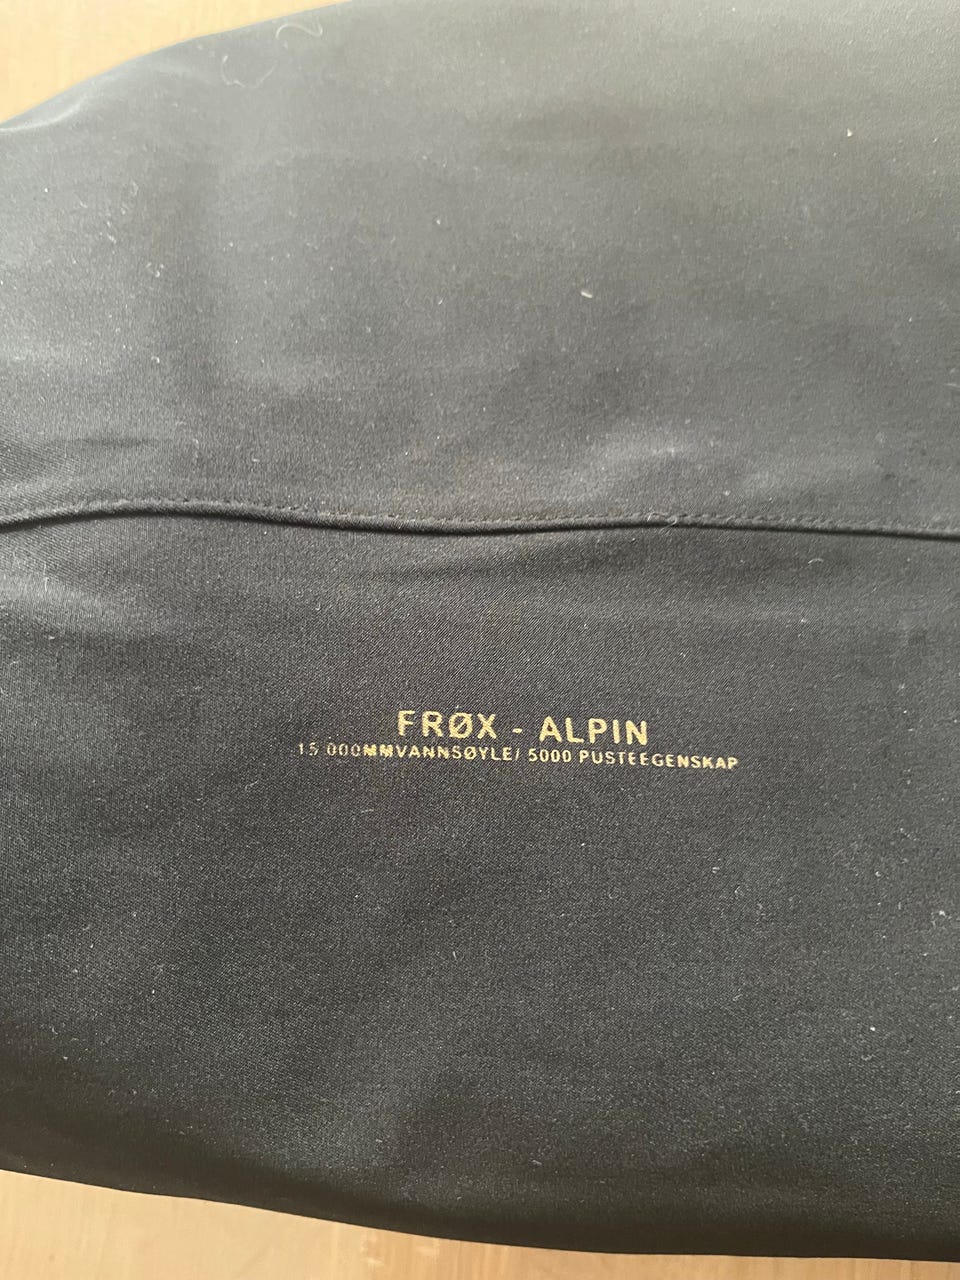 FRØX - ALPIN
15 000MMVANNSØYLE/ 5000 PUSTEEGENSKAP